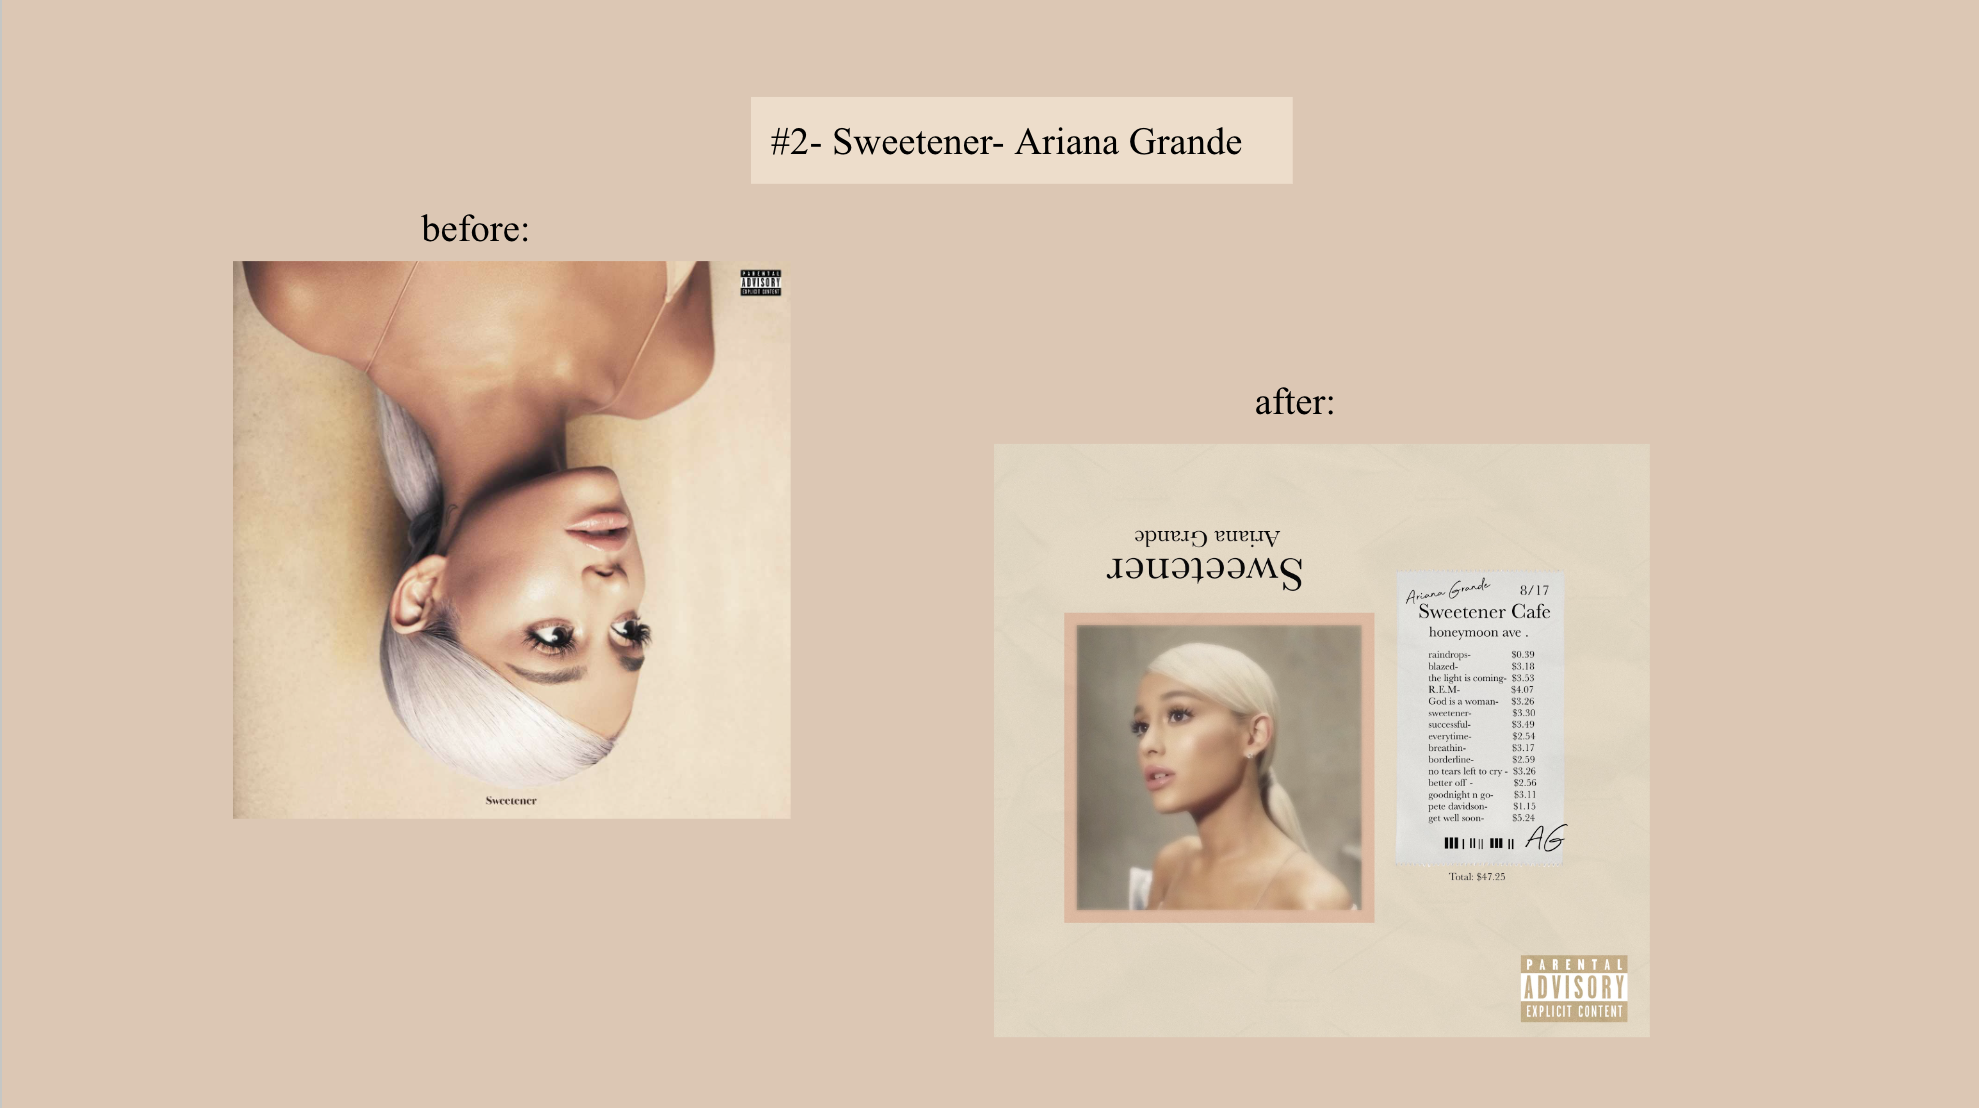 #2- Sweetener- Ariana Grande
before:
PARENTAL
ADVISORY
EXPLICIT CONTENT
Sweetener
after:
Sweetener
Ariana Grande
Ariana Grande
8/17
Sweetener Cafe
honeymoon ave .
raindrops- $0.39
blazed- $3.18
the light is coming- $3.53
R.E.M- $4.07
God is a woman- $3.26
sweetener- $3.30
successful- $3.49
everytime- $2.54
breathin- $3.17
borderline- $2.59
no tears left to cry - $3.26
better off - $2.56
goodnight n go- $3.11
pete davidson- $1.15
get well soon- $5.24
AG
Total: $47.25
PARENTAL
ADVISORY
EXPLICIT CONTENT